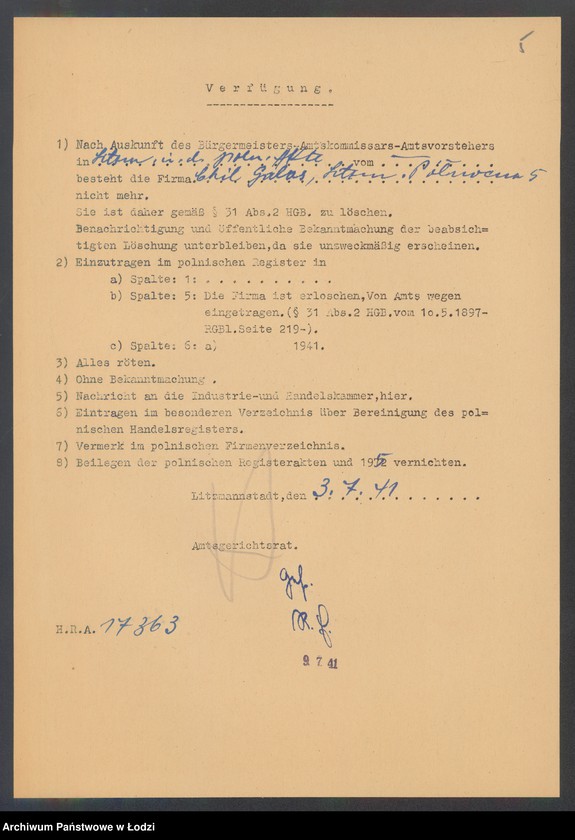 5
Verfügung.
1) Nach Auskunft des Bürgermeisters-Amtskommissars-Amtsvorstehers
in Litzm. i. d. poln. Akte vom
besteht die Firma Chil Galas, Litzm. Północna 5
nicht mehr.
Sie ist daher gemäß § 31 Abs.2 HGB. zu löschen.
Benachrichtigung und öffentliche Bekanntmachung der beabsich=
tigten Löschung unterbleiben,da sie unzweckmäßig erscheinen.
2) Einzutragen im polnischen Register in
a) Spalte: 1: . . . . . . . . . . .
b) Spalte: 5: Die Firma ist erloschen,Von Amts wegen
eingetragen.(§ 31 Abs.2 HGB.vom 1o.5.1897-
RGBl.Seite 219-).
c) Spalte: 6: a) 1941.
3) Alles röten.
4) Ohne Bekanntmachung .
5) Nachricht an die Industrie-und Handelskammer,hier.
6) Eintragen im besonderen Verzeichnis über Bereinigung des pol=
nischen Handelsregisters.
7) Vermerk im polnischen Firmenverzeichnis.
8) Beilagen der polnischen Registerakten und 1952 vernichten.
Litzmannstadt,den 3. 7. 41
Amtsgerichtsrat.
gef.
H.R.A. 17363
9. 7. 41
Archiwum Państwowe w Łodzi